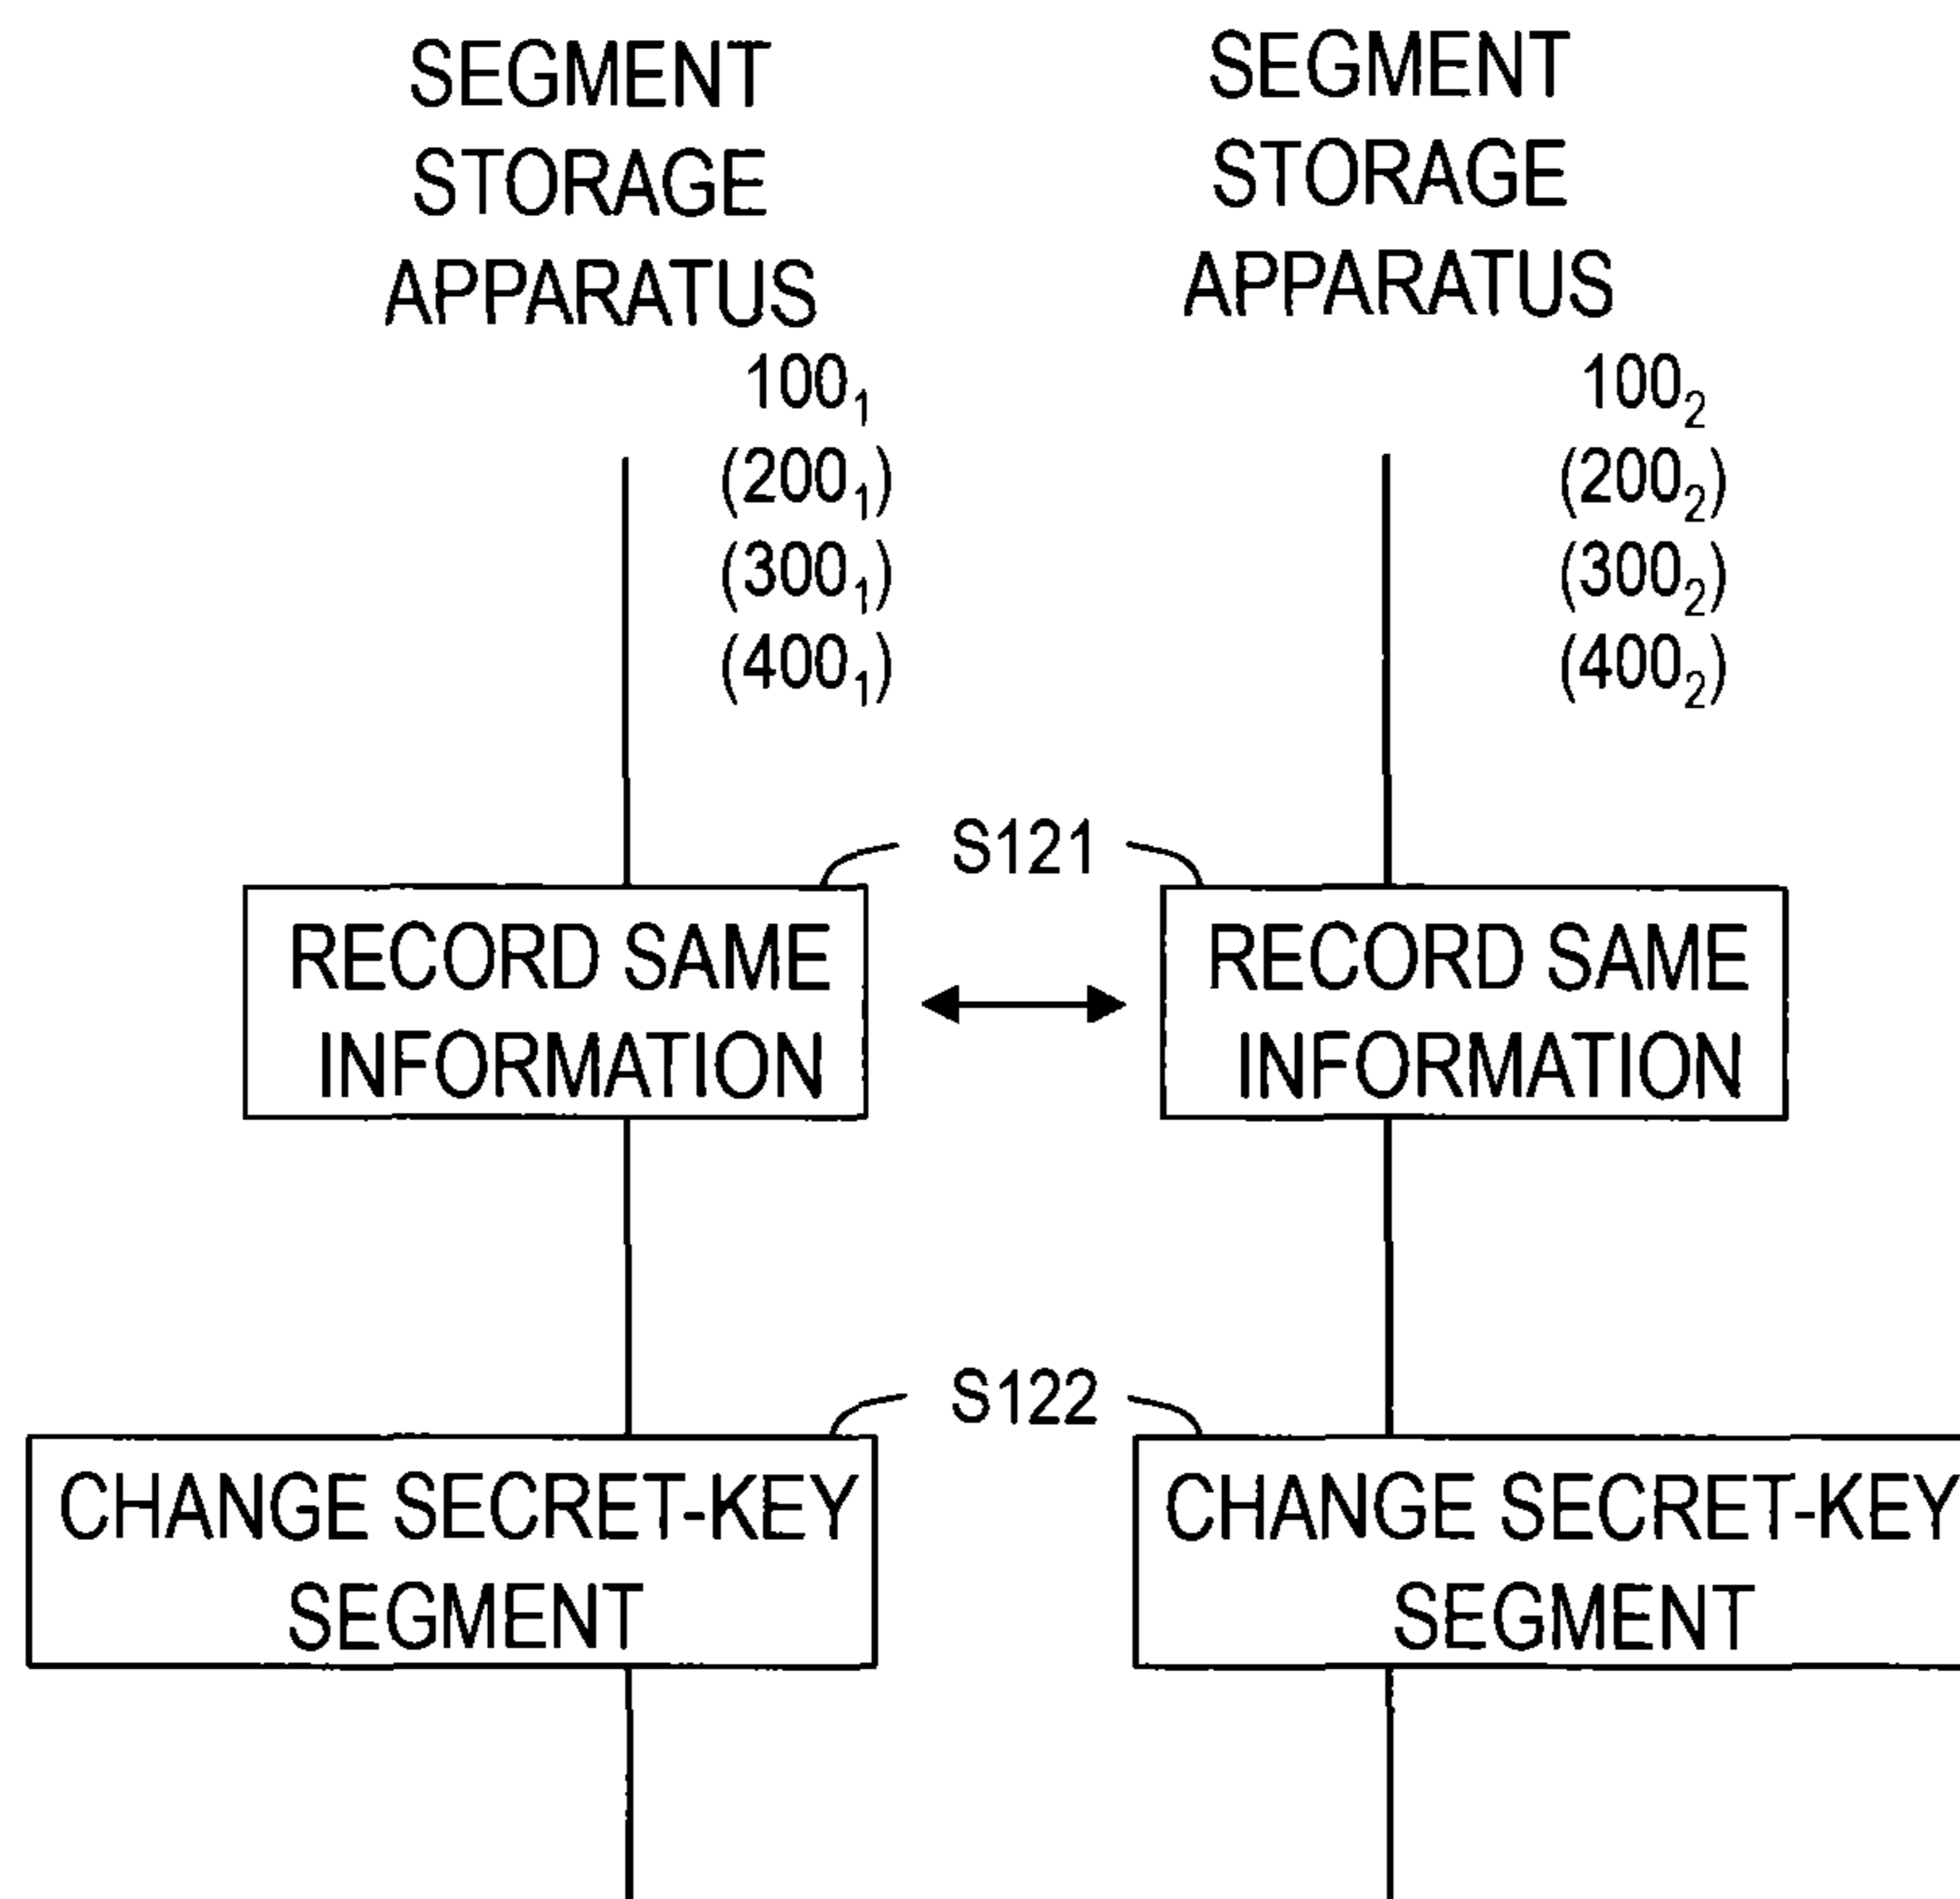 SEGMENT
STORAGE
APPARATUS
100₁
(200₁)
(300₁)
(400₁)
SEGMENT
STORAGE
APPARATUS
100₂
(200₂)
(300₂)
(400₂)
S121
RECORD SAME
INFORMATION
RECORD SAME
INFORMATION
S122
CHANGE SECRET-KEY
SEGMENT
CHANGE SECRET-KEY
SEGMENT